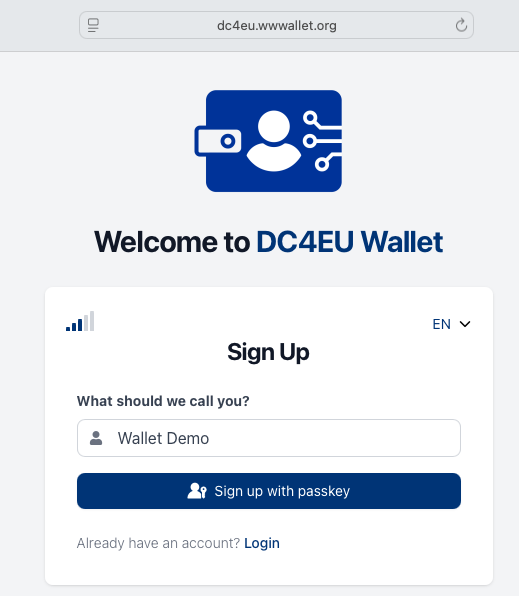 dc4eu.wwwallet.org
Welcome to DC4EU Wallet
EN
Sign Up
What should we call you?
Wallet Demo
Sign up with passkey
Already have an account? Login